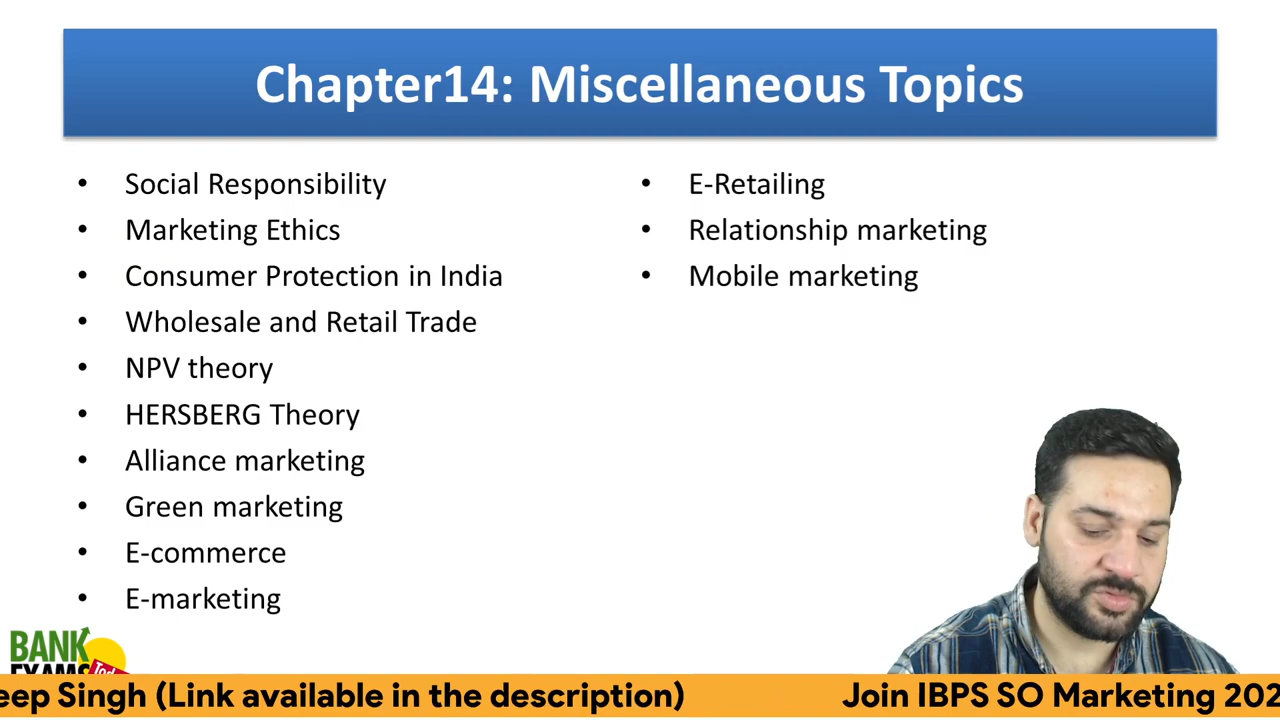 Chapter14: Miscellaneous Topics
• Social Responsibility
• Marketing Ethics
• Consumer Protection in India
• Wholesale and Retail Trade
• NPV theory
• HERSBERG Theory
• Alliance marketing
• Green marketing
• E-commerce
• E-marketing
• E-Retailing
• Relationship marketing
• Mobile marketing
BANK
EXAMS
eep Singh (Link available in the description) Join IBPS SO Marketing 202